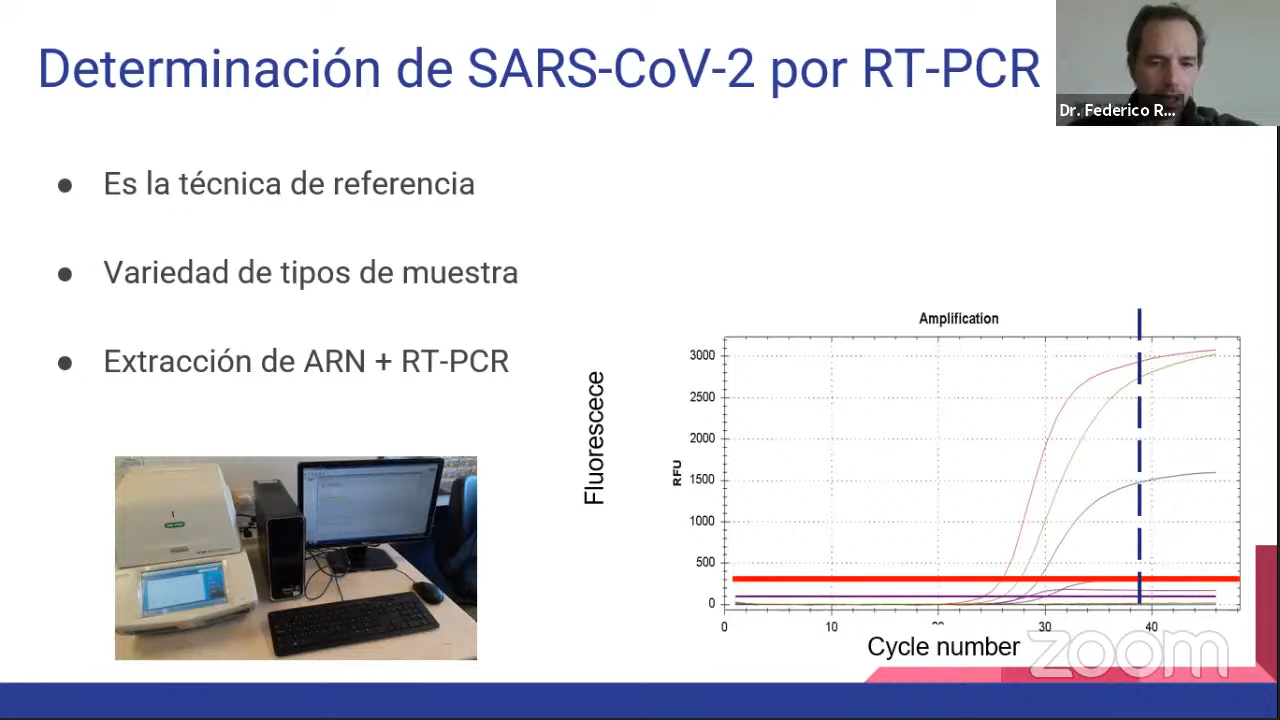 Determinación de SARS-CoV-2 por RT-PCR
Dr. Federico R...
● Es la técnica de referencia
● Variedad de tipos de muestra
● Extracción de ARN + RT-PCR
Amplification
Fluorescece
RFU
3000
2500
2000
1500
1000
500
0
0 10 30 40
Cycle number
zoom